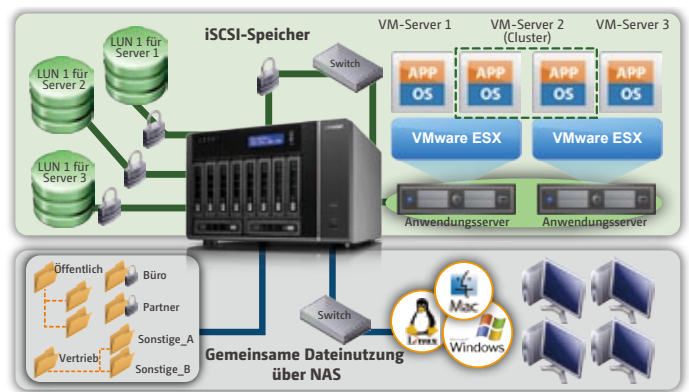 iSCSI-Speicher
VM-Server 1
VM-Server 2
(Cluster)
VM-Server 3
LUN 1 für
Server 1
LUN 1 für
Server 2
LUN 1 für
Server 3
Switch
APP
OS
APP
OS
APP
OS
APP
OS
VMware ESX
VMware ESX
Anwendungsserver
Anwendungsserver
Öffentlich
Büro
Partner
Sonstige_A
Vertrieb
Sonstige_B
Switch
Gemeinsame Dateinutzung
über NAS
Linux
Mac
Windows